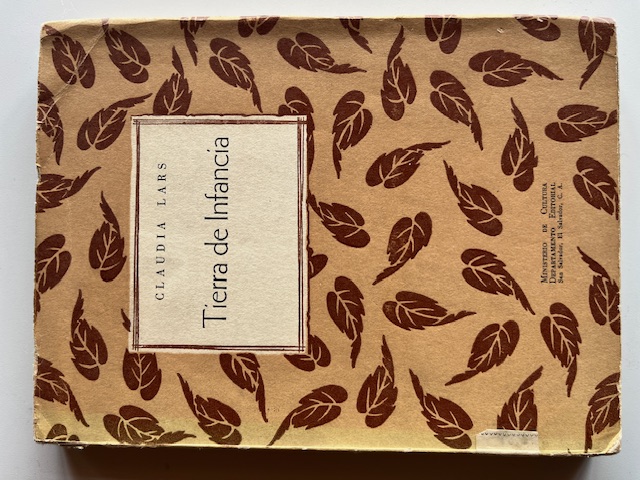 CLAUDIA LARS
Tierra de Infancia
MINISTERIO DE CULTURA
DEPARTAMENTO EDITORIAL
San Salvador, El Salvador, C. A.